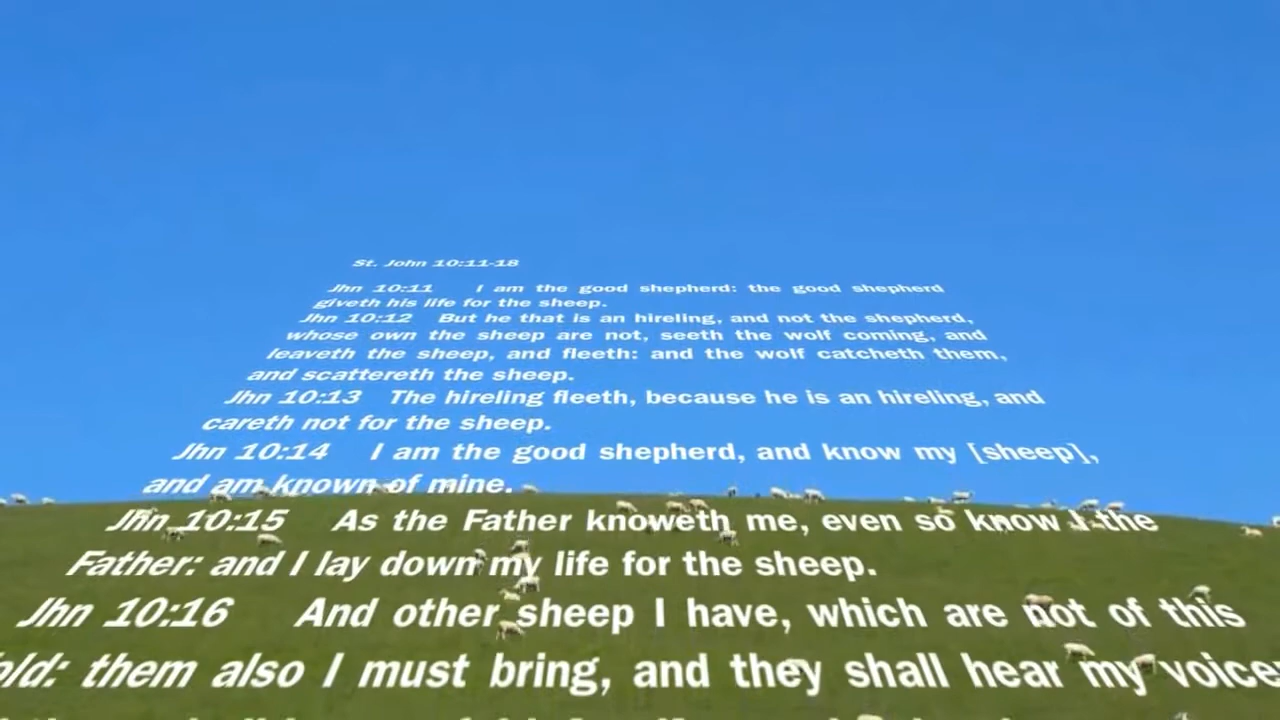 St. John 10:11-18
Jhn 10:11 I am the good shepherd: the good shepherd
giveth his life for the sheep.
Jhn 10:12 But he that is an hireling, and not the shepherd,
whose own the sheep are not, seeth the wolf coming, and
leaveth the sheep, and fleeth: and the wolf catcheth them,
and scattereth the sheep.
Jhn 10:13 The hireling fleeth, because he is an hireling, and
careth not for the sheep.
Jhn 10:14 I am the good shepherd, and know my [sheep],
and am known of mine.
Jhn 10:15 As the Father knoweth me, even so know I the
Father: and I lay down my life for the sheep.
Jhn 10:16 And other sheep I have, which are not of this
them also I must bring, and they shall hear my voice